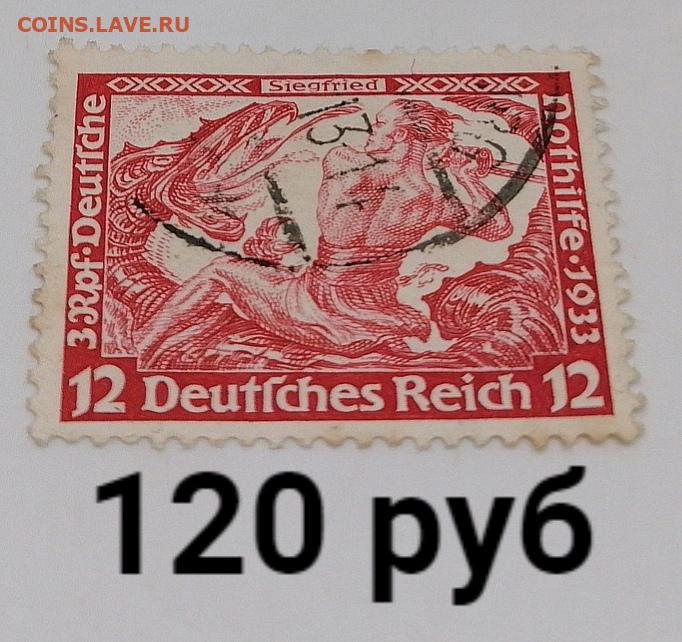 COINS.LAVE.RU
Siegfried
3 Rpf · Deutſche
Nothilfe · 1933
12 Deutſches Reich 12
120 руб